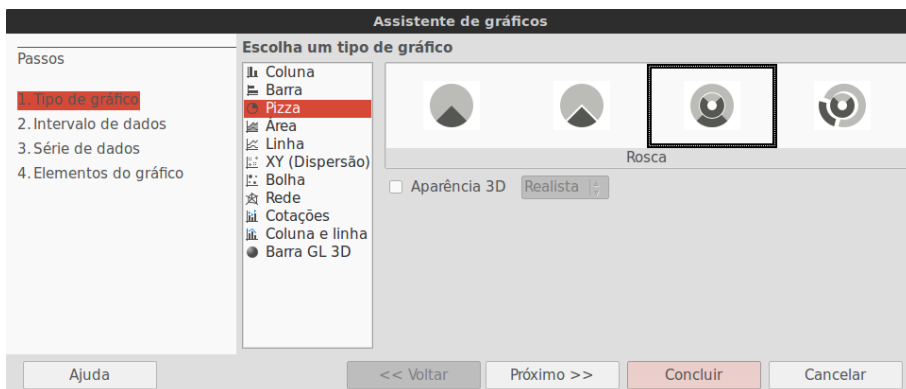 Assistente de gráficos
Passos
1. Tipo de gráfico
2. Intervalo de dados
3. Série de dados
4. Elementos do gráfico
Escolha um tipo de gráfico
Coluna
Barra
Pizza
Área
Linha
XY (Dispersão)
Bolha
Rede
Cotações
Coluna e linha
Barra GL 3D
Rosca
Aparência 3D Realista
Ajuda << Voltar Próximo >> Concluir Cancelar